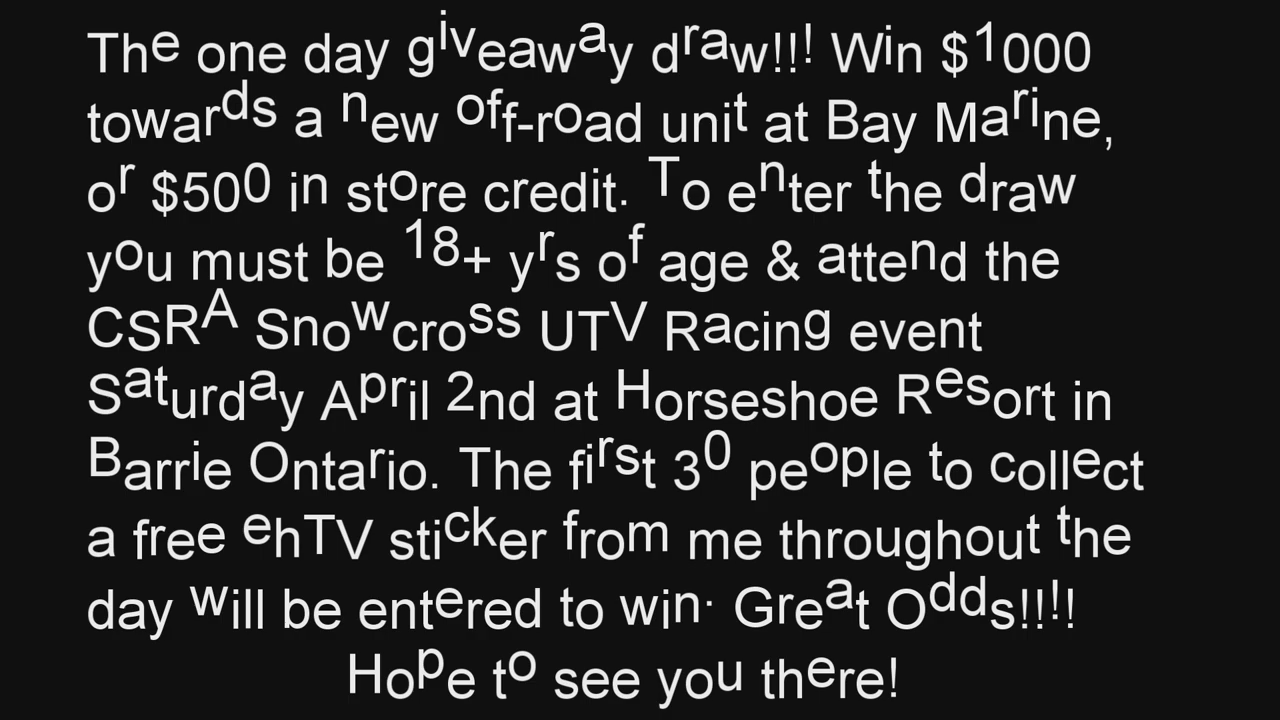 The one day giveaway draw!!! Win $1000
towards a new off-road unit at Bay Marine,
or $500 in store credit. To enter the draw
you must be 18+ yrs of age & attend the
CSRA Snowcross UTV Racing event
Saturday April 2nd at Horseshoe Resort in
Barrie Ontario. The first 30 people to collect
a free ehTV sticker from me throughout the
day will be entered to win. Great Odds!!!!
Hope to see you there!